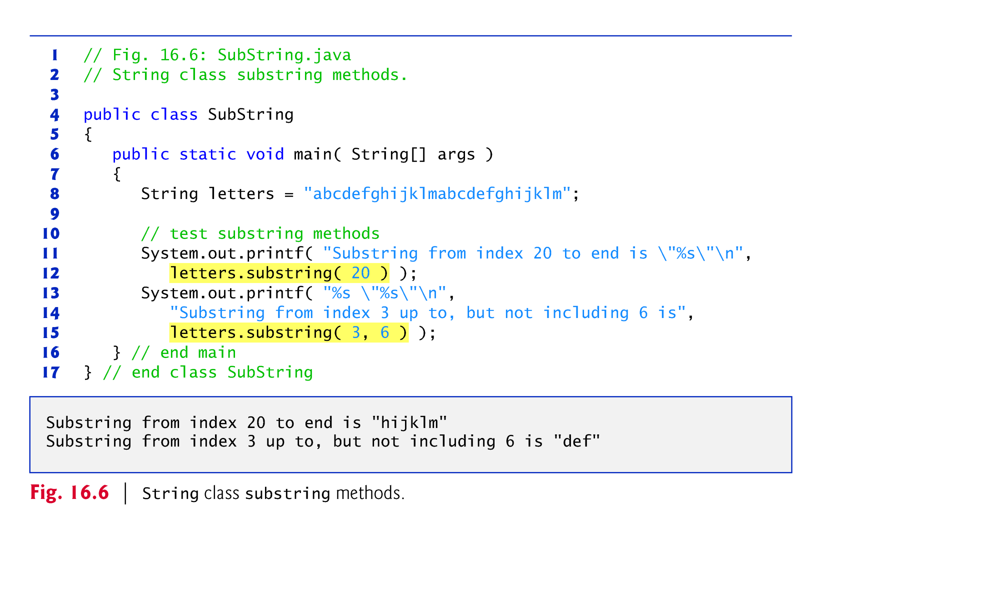 1 // Fig. 16.6: SubString.java
2 // String class substring methods.
3
4 public class SubString
5 {
6    public static void main( String[] args )
7    {
8       String letters = "abcdefghijklmabcdefghijklm";
9
10       // test substring methods
11       System.out.printf( "Substring from index 20 to end is \"%s\"\n",
12          letters.substring( 20 ) );
13       System.out.printf( "%s \"%s\"\n",
14          "Substring from index 3 up to, but not including 6 is",
15          letters.substring( 3, 6 ) );
16    } // end main
17 } // end class SubString
Substring from index 20 to end is "hijklm"
Substring from index 3 up to, but not including 6 is "def"
Fig. 16.6 | String class substring methods.